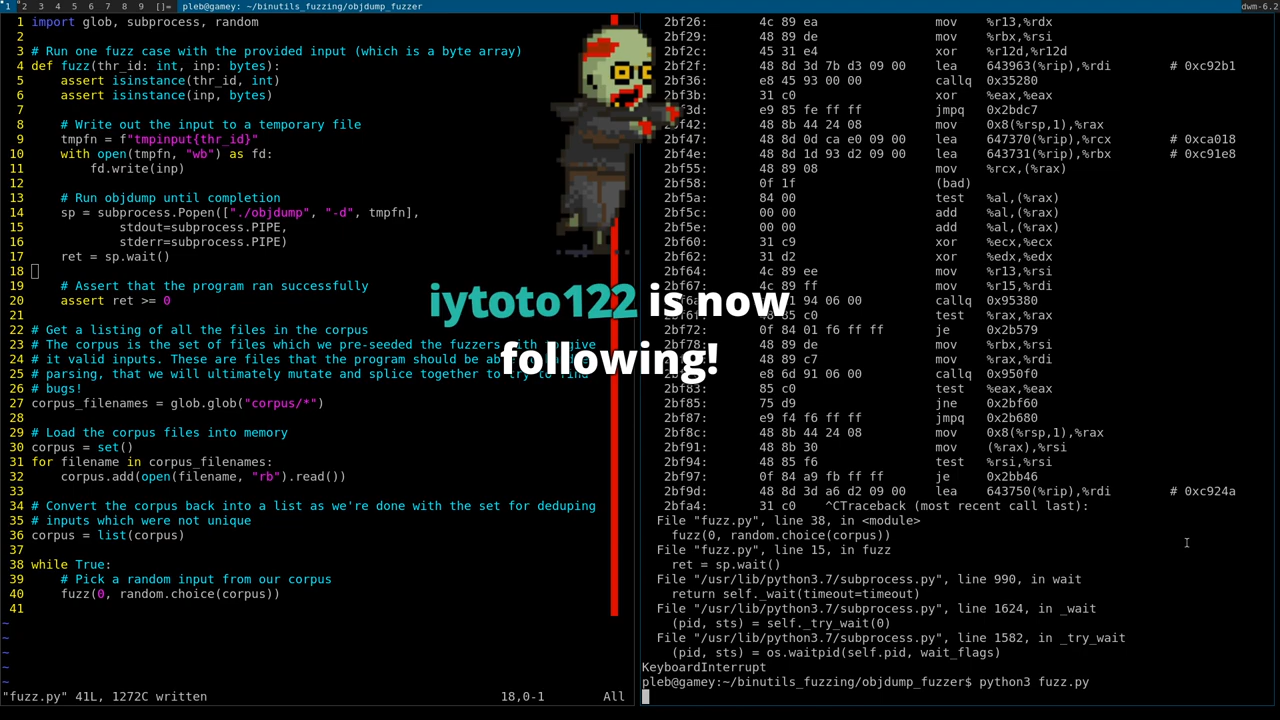 1 2 3 4 5 6 7 8 9 []= pleb@gamey: ~/binutils_fuzzing/objdump_fuzzer dwm-6.2
1 import glob, subprocess, random
2
3 # Run one fuzz case with the provided input (which is a byte array)
4 def fuzz(thr_id: int, inp: bytes):
5 assert isinstance(thr_id, int)
6 assert isinstance(inp, bytes)
7
8 # Write out the input to a temporary file
9 tmpfn = f"tmpinput{thr_id}"
10 with open(tmpfn, "wb") as fd:
11 fd.write(inp)
12
13 # Run objdump until completion
14 sp = subprocess.Popen(["./objdump", "-d", tmpfn],
15 stdout=subprocess.PIPE,
16 stderr=subprocess.PIPE)
17 ret = sp.wait()
18
19 # Assert that the program ran successfully
20 assert ret >= 0
21
22 # Get a listing of all the files in the corpus
23 # The corpus is the set of files which we pre-seeded the fuzzers with to give
24 # it valid inputs. These are files that the program should be
25 # parsing, that we will ultimately mutate and splice together to try to find
26 # bugs!
27 corpus_filenames = glob.glob("corpus/*")
28
29 # Load the corpus files into memory
30 corpus = set()
31 for filename in corpus_filenames:
32 corpus.add(open(filename, "rb").read())
33
34 # Convert the corpus back into a list as we're done with the set for deduping
35 # inputs which were not unique
36 corpus = list(corpus)
37
38 while True:
39 # Pick a random input from our corpus
40 fuzz(0, random.choice(corpus))
41
~
~
~
~
~
"fuzz.py" 41L, 1272C written 18,0-1 All
iytoto122 is now
following!
2bf26: 4c 89 ea mov %r13,%rdx
2bf29: 48 89 de mov %rbx,%rsi
2bf2c: 45 31 e4 xor %r12d,%r12d
2bf2f: 48 8d 3d 7b d3 09 00 lea 643963(%rip),%rdi # 0xc92b1
2bf36: e8 45 93 00 00 callq 0x35280
2bf3b: 31 c0 xor %eax,%eax
2bf3d: e9 85 fe ff ff jmpq 0x2bdc7
2bf42: 48 8b 44 24 08 mov 0x8(%rsp,1),%rax
2bf47: 48 8d 0d ca e0 09 00 lea 647370(%rip),%rcx # 0xca018
2bf4e: 48 8d 1d 93 d2 09 00 lea 643731(%rip),%rbx # 0xc91e8
2bf55: 48 89 08 mov %rcx,(%rax)
2bf58: 0f 1f (bad)
2bf5a: 84 00 test %al,(%rax)
2bf5c: 00 00 add %al,(%rax)
2bf5e: 00 00 add %al,(%rax)
2bf60: 31 c9 xor %ecx,%ecx
2bf62: 31 d2 xor %edx,%edx
2bf64: 4c 89 ee mov %r13,%rsi
2bf67: 4c 89 ff mov %r15,%rdi
94 06 00 callq 0x95380
c0 test %rax,%rax
2bf72: 0f 84 01 f6 ff ff je 0x2b579
2bf78: 48 89 de mov %rbx,%rsi
89 c7 mov %rax,%rdi
e8 6d 91 06 00 callq 0x950f0
2bf83: 85 c0 test %eax,%eax
2bf85: 75 d9 jne 0x2bf60
2bf87: e9 f4 f6 ff ff jmpq 0x2b680
2bf8c: 48 8b 44 24 08 mov 0x8(%rsp,1),%rax
2bf91: 48 8b 30 mov (%rax),%rsi
2bf94: 48 85 f6 test %rsi,%rsi
2bf97: 0f 84 a9 fb ff ff je 0x2bb46
2bf9d: 48 8d 3d a6 d2 09 00 lea 643750(%rip),%rdi # 0xc924a
2bfa4: 31 c0 ^CTraceback (most recent call last):
File "fuzz.py", line 38, in <module>
fuzz(0, random.choice(corpus))
File "fuzz.py", line 15, in fuzz
ret = sp.wait()
File "/usr/lib/python3.7/subprocess.py", line 990, in wait
return self._wait(timeout=timeout)
File "/usr/lib/python3.7/subprocess.py", line 1624, in _wait
(pid, sts) = self._try_wait(0)
File "/usr/lib/python3.7/subprocess.py", line 1582, in _try_wait
(pid, sts) = os.waitpid(self.pid, wait_flags)
KeyboardInterrupt
pleb@gamey:~/binutils_fuzzing/objdump_fuzzer$ python3 fuzz.py